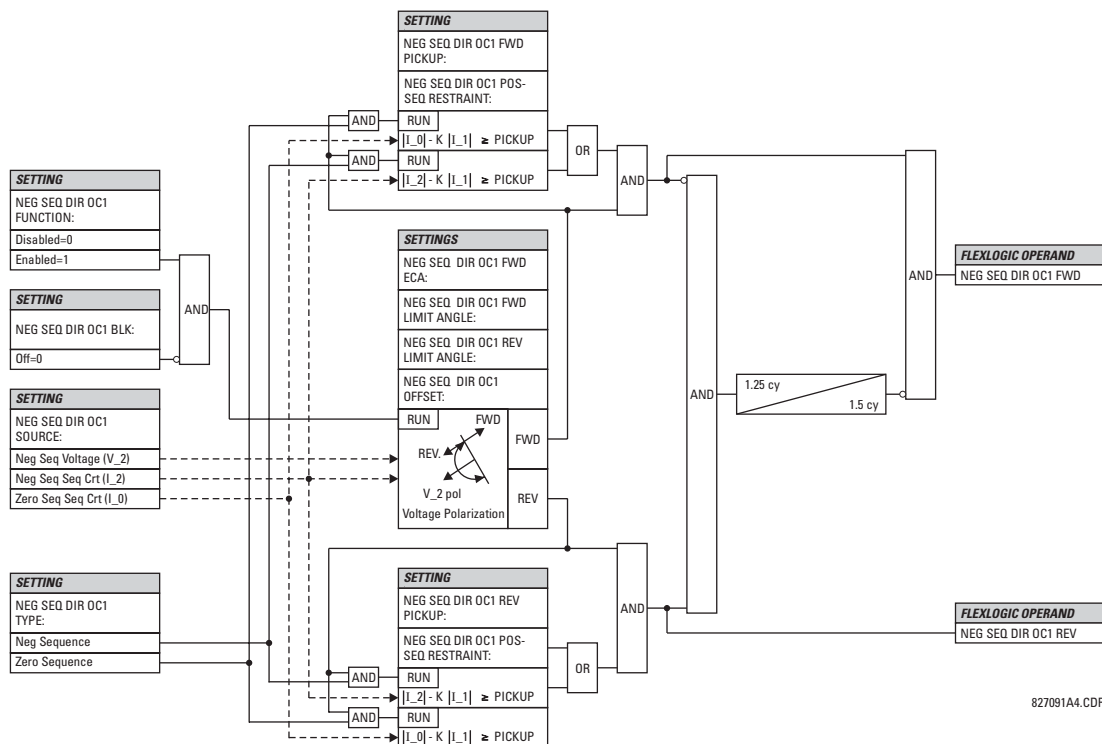 SETTING
NEG SEQ DIR OC1 FWD
PICKUP:
NEG SEQ DIR OC1 POS-
SEQ RESTRAINT:
AND
RUN
|I_0| - K |I_1| ≥ PICKUP
AND
RUN
|I_2| - K |I_1| ≥ PICKUP
OR
AND
SETTING
NEG SEQ DIR OC1
FUNCTION:
Disabled=0
Enabled=1
AND
SETTING
NEG SEQ DIR OC1 BLK:
Off=0
SETTING
NEG SEQ DIR OC1
SOURCE:
Neg Seq Voltage (V_2)
Neg Seq Seq Crt (I_2)
Zero Seq Seq Crt (I_0)
SETTING
NEG SEQ DIR OC1
TYPE:
Neg Sequence
Zero Sequence
SETTINGS
NEG SEQ DIR OC1 FWD
ECA:
NEG SEQ DIR OC1 FWD
LIMIT ANGLE:
NEG SEQ DIR OC1 REV
LIMIT ANGLE:
NEG SEQ DIR OC1
OFFSET:
RUN
FWD
REV.
V_2 pol
Voltage Polarization
FWD
REV
SETTING
NEG SEQ DIR OC1 REV
PICKUP:
NEG SEQ DIR OC1 POS-
SEQ RESTRAINT:
AND
RUN
|I_2| - K |I_1| ≥ PICKUP
AND
RUN
|I_0| - K |I_1| ≥ PICKUP
OR
AND
AND
1.25 cy
1.5 cy
AND
FLEXLOGIC OPERAND
NEG SEQ DIR OC1 FWD
FLEXLOGIC OPERAND
NEG SEQ DIR OC1 REV
827091A4.CDR